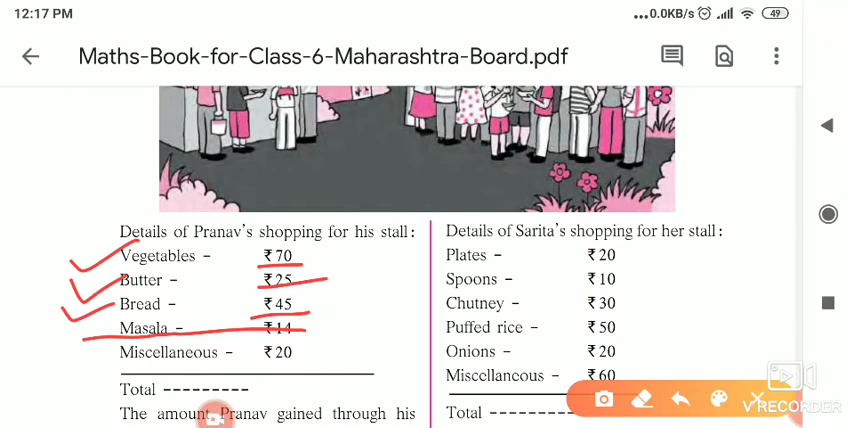 12:17 PM
...0.0KB/s 49
Maths-Book-for-Class-6-Maharashtra-Board.pdf
Details of Pranav's shopping for his stall:
Vegetables - ₹ 70
Butter - ₹ 25
Bread - ₹ 45
Masala - ₹ 14
Miscellaneous - ₹ 20
Total ---------
The amount Pranav gained through his
Details of Sarita's shopping for her stall:
Plates - ₹ 20
Spoons - ₹ 10
Chutney - ₹ 30
Puffed rice - ₹ 50
Onions - ₹ 20
Miscellaneous - ₹ 60
Total ---------
V RECORDER